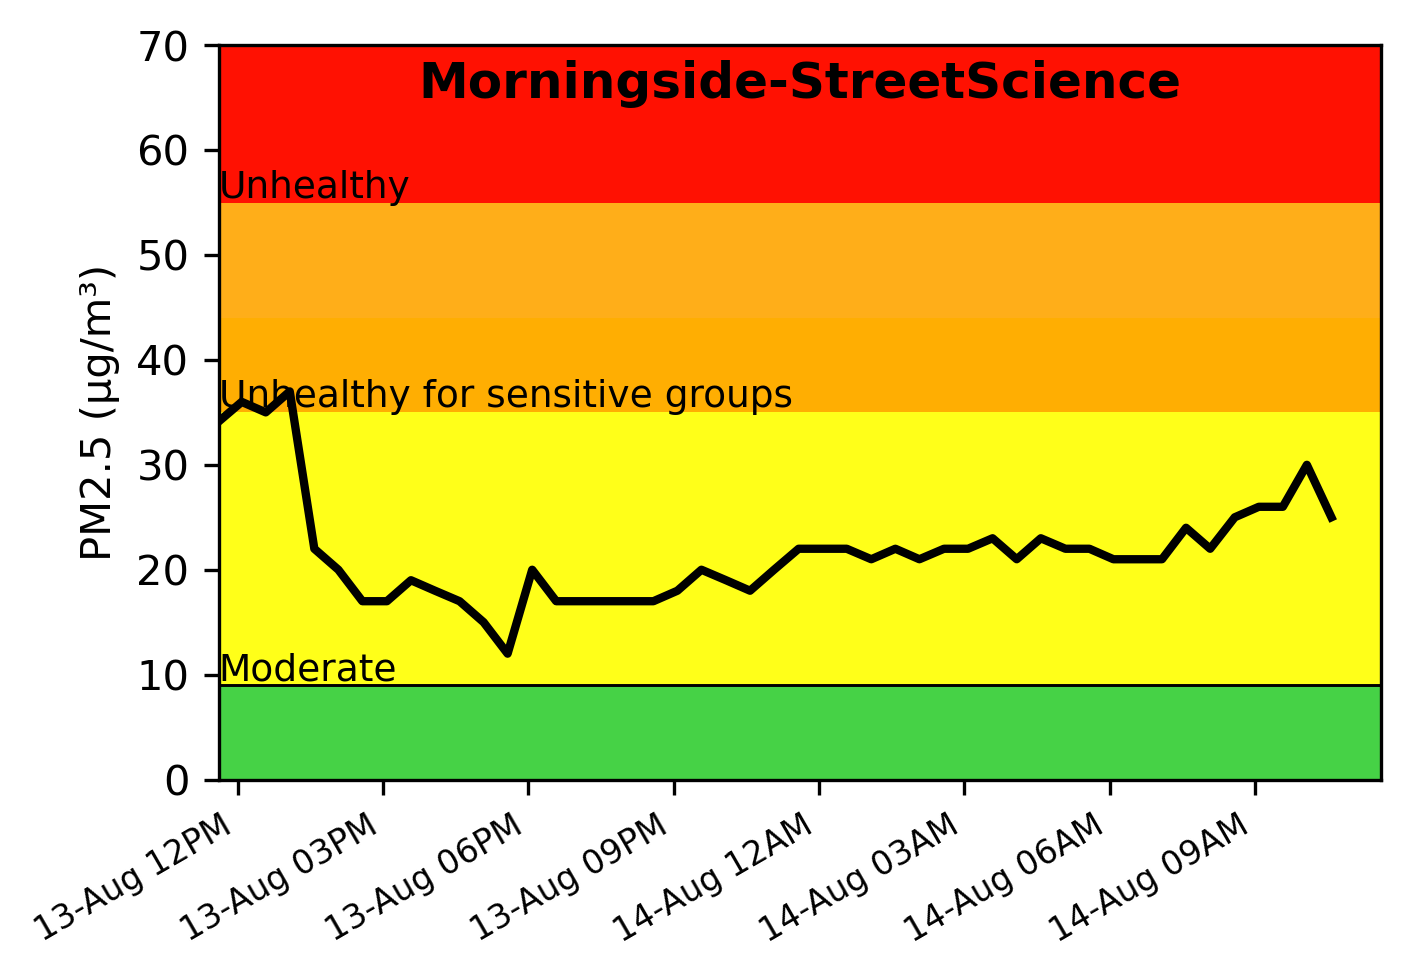 Morningside-StreetScience
PM2.5 (µg/m³)
70
60
Unhealthy
50
40
Unhealthy for sensitive groups
30
20
Moderate
10
0
13-Aug 12PM
13-Aug 03PM
13-Aug 06PM
13-Aug 09PM
14-Aug 12AM
14-Aug 03AM
14-Aug 06AM
14-Aug 09AM